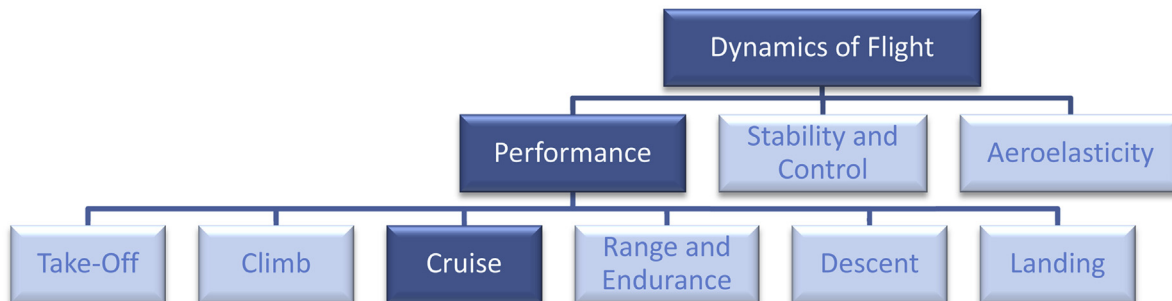 Dynamics of Flight
Performance
Stability and
Control
Aeroelasticity
Take-Off
Climb
Cruise
Range and
Endurance
Descent
Landing